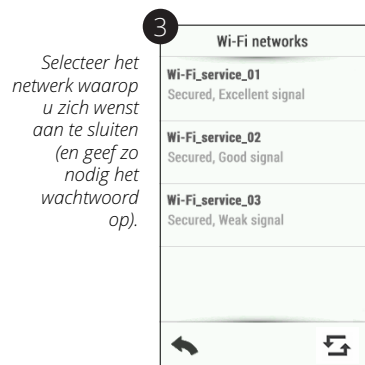 3
Selecteer het
netwerk waarop
u zich wenst
aan te sluiten
(en geef zo
nodig het
wachtwoord
op).
Wi-Fi networks
Wi-Fi_service_01
Secured, Excellent signal
Wi-Fi_service_02
Secured, Good signal
Wi-Fi_service_03
Secured, Weak signal